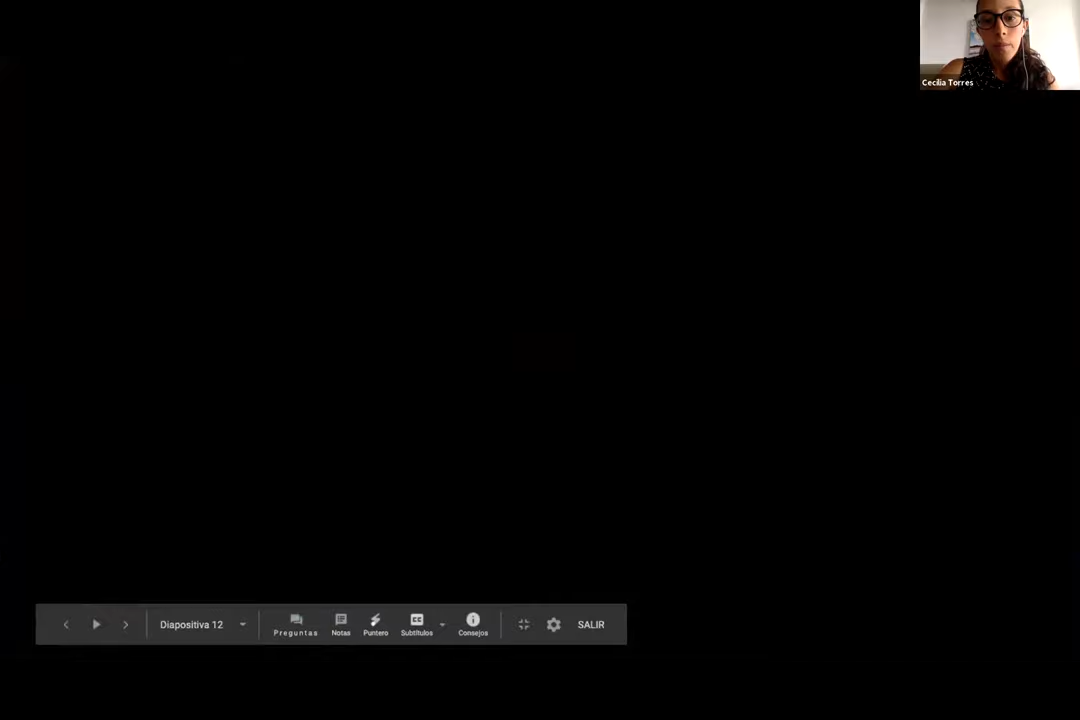 Cecilia Torres
Diapositiva 12
Preguntas
Notas
Puntero
Subtítulos
Consejos
SALIR